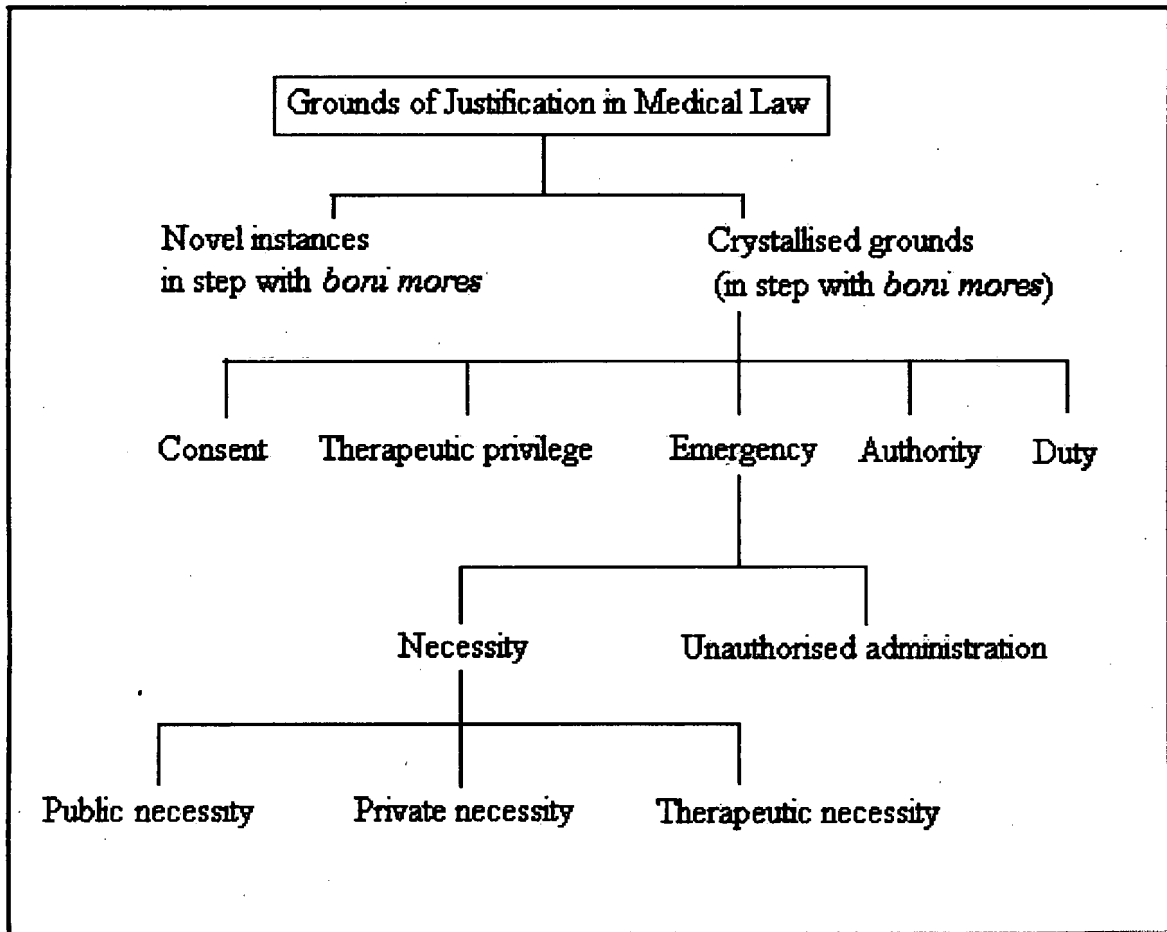 Grounds of Justification in Medical Law
Novel instances
in step with boni mores
Crystallised grounds
(in step with boni mores)
Consent
Therapeutic privilege
Emergency
Authority
Duty
Necessity
Unauthorised administration
Public necessity
Private necessity
Therapeutic necessity